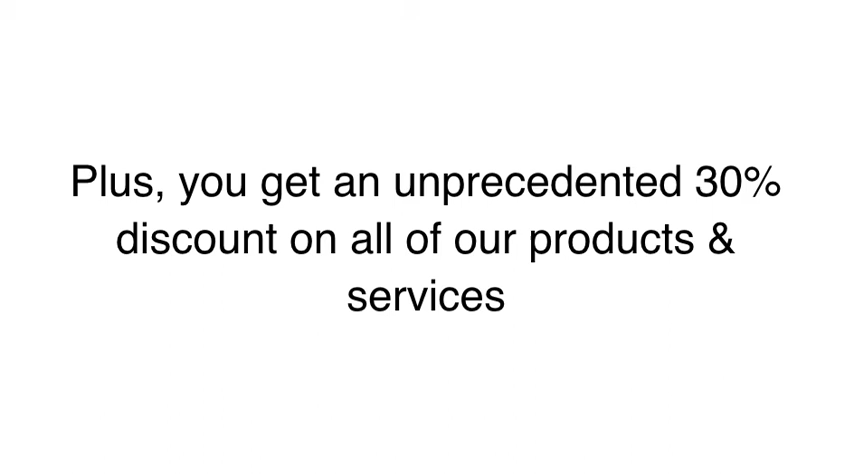 Plus, you get an unprecedented 30%
discount on all of our products &
services